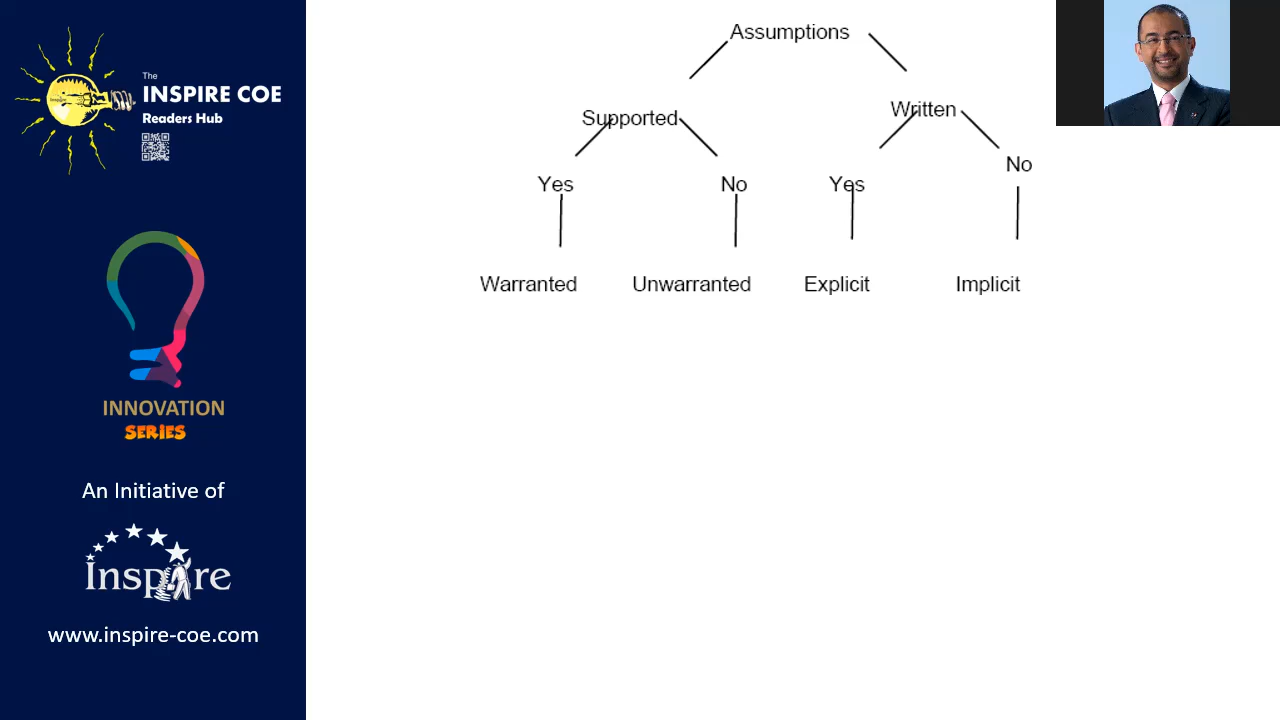 The
INSPIRE COE
Readers Hub
INNOVATION
SERIES
An Initiative of
Inspire
www.inspire-coe.com
Assumptions
Supported
Written
Yes
No
Yes
No
Warranted
Unwarranted
Explicit
Implicit